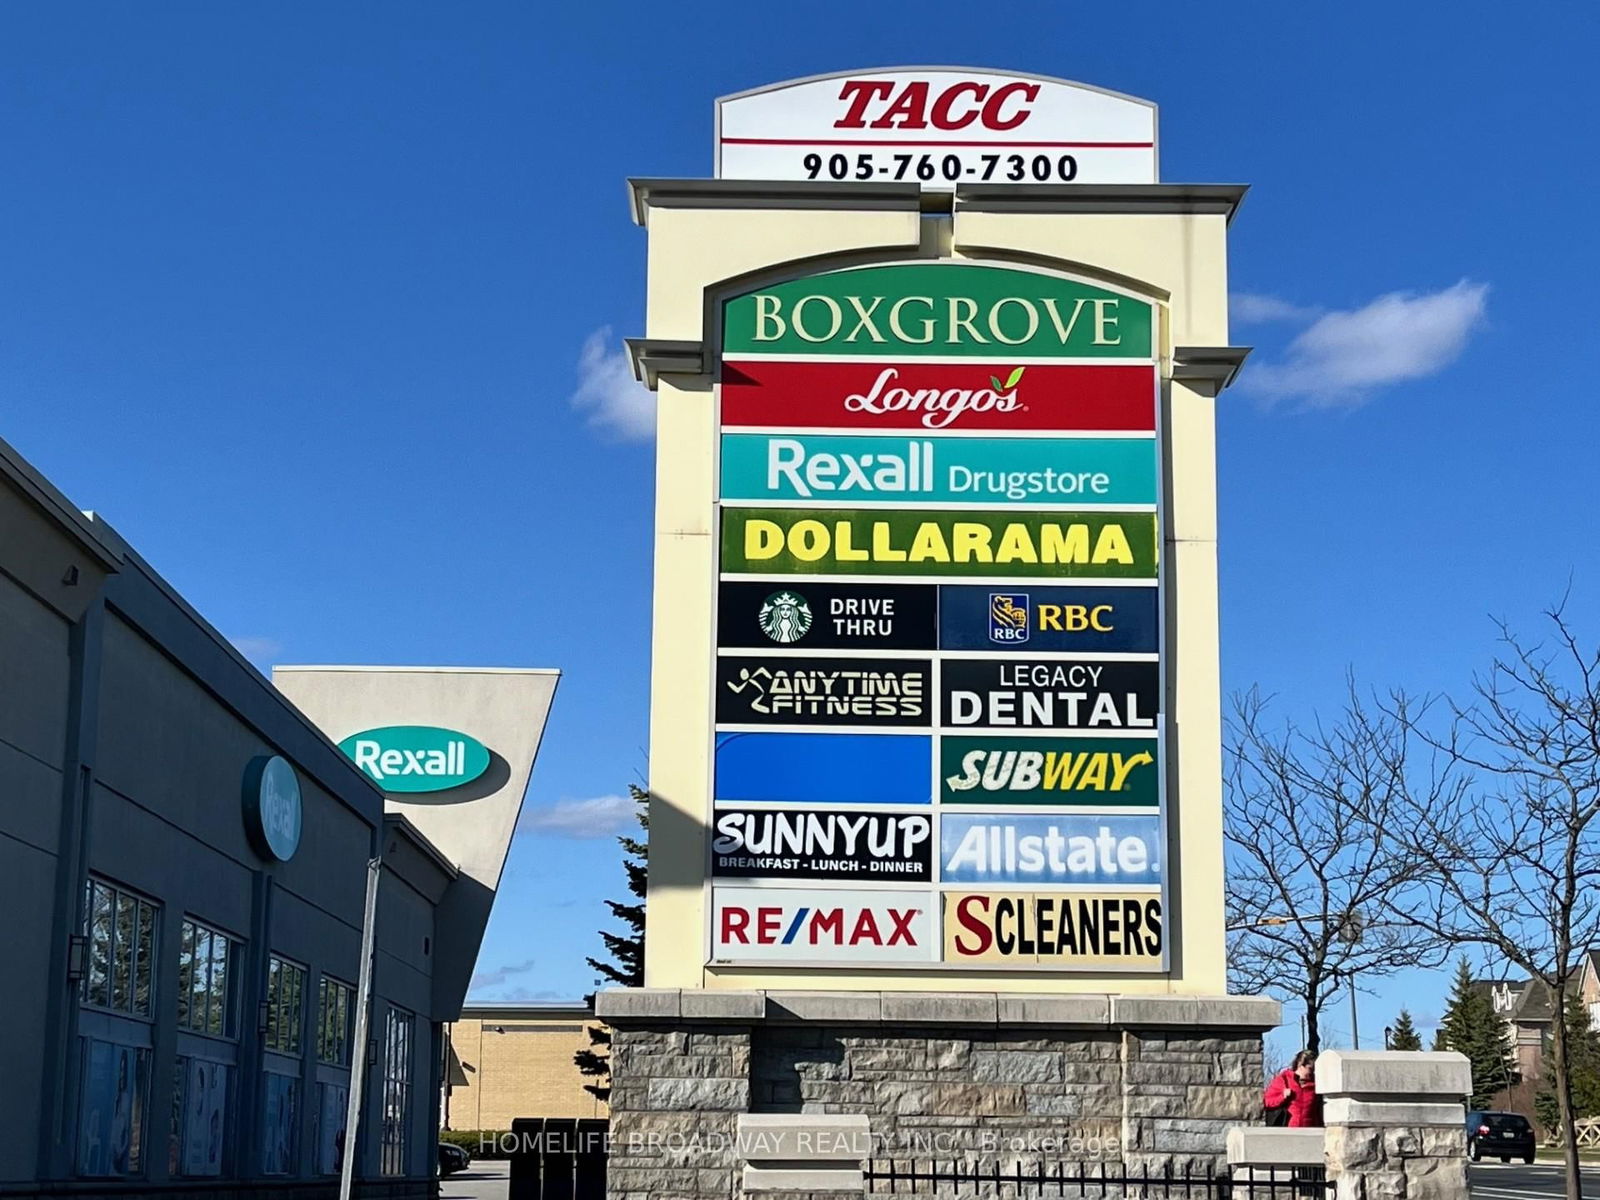 TACC
905-760-7300
BOXGROVE
Longo's
Rexall Drugstore
DOLLARAMA
DRIVE
THRU
RBC
RBC
ANYTIME
FITNESS
LEGACY
DENTAL
SUBWAY
SUNNYUP
BREAKFAST - LUNCH - DINNER
Allstate.
RE/MAX
SCLEANERS
Rexall
Rexall
HOMELIFE BROADWAY REALTY INC., Brokerage